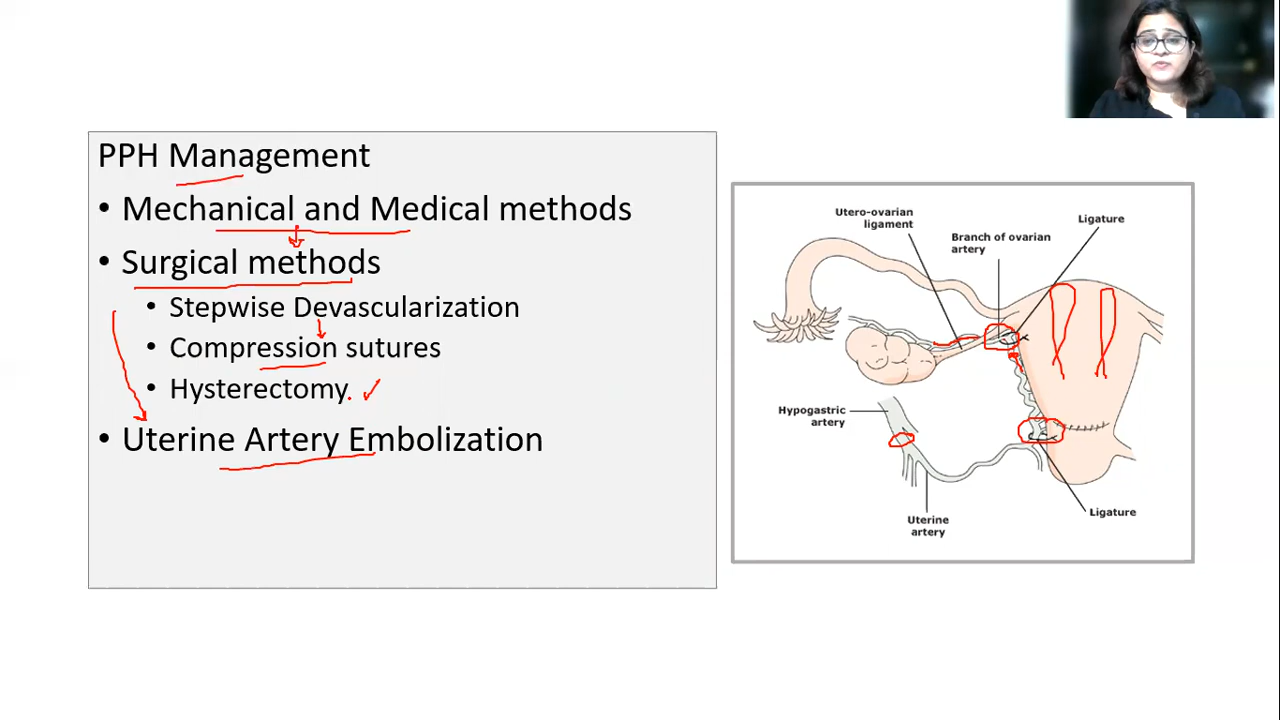 PPH Management
• Mechanical and Medical methods
• Surgical methods
• Stepwise Devascularization
• Compression sutures
• Hysterectomy.
• Uterine Artery Embolization
Utero-ovarian
ligament
Branch of ovarian
artery
Ligature
Hypogastric
artery
Uterine
artery
Ligature